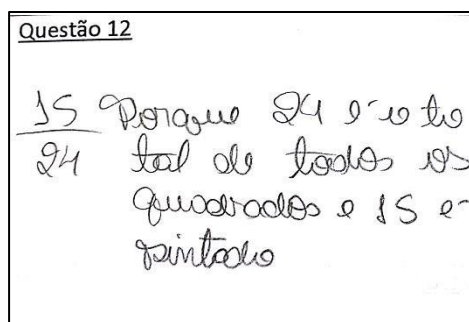 Questão 12
15/24 Porque 24 é o to
tal de todos os
quadrados e 15 é
pintado